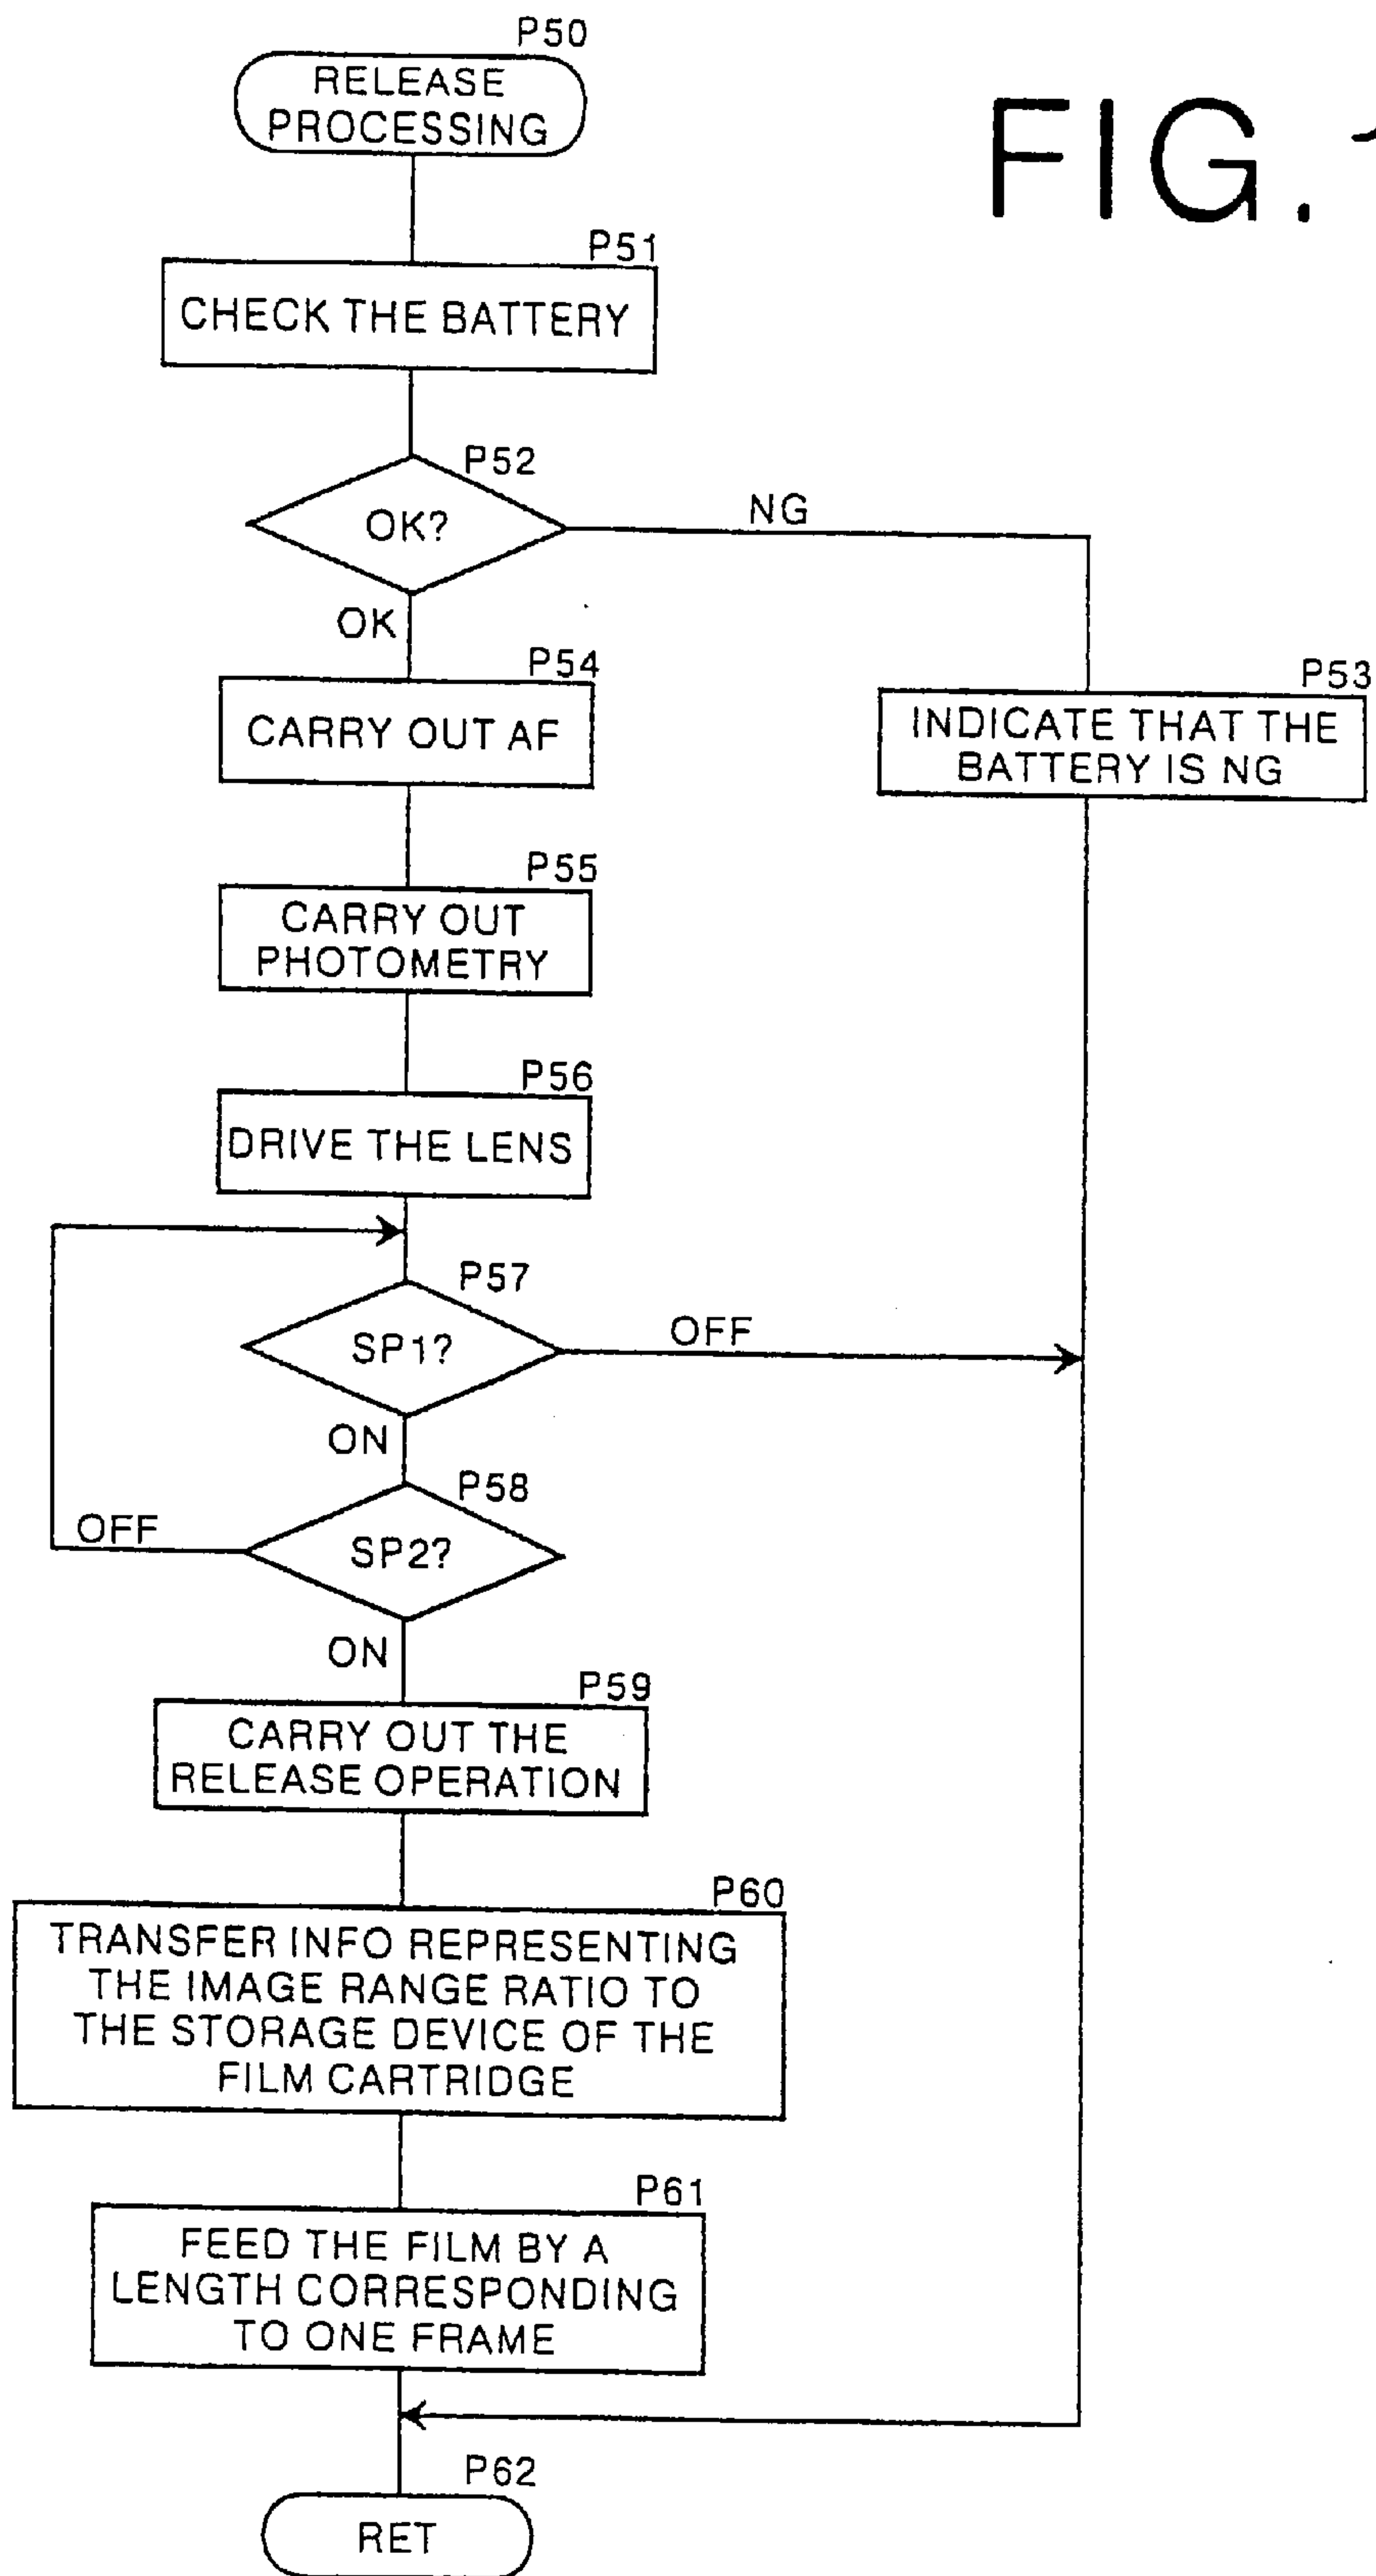 P50
RELEASE
PROCESSING
FIG. 1
P51
CHECK THE BATTERY
P52
OK?
NG
OK
P54
CARRY OUT AF
P53
INDICATE THAT THE
BATTERY IS NG
P55
CARRY OUT
PHOTOMETRY
P56
DRIVE THE LENS
P57
SP1?
OFF
ON
P58
SP2?
OFF
ON
P59
CARRY OUT THE
RELEASE OPERATION
P60
TRANSFER INFO REPRESENTING
THE IMAGE RANGE RATIO TO
THE STORAGE DEVICE OF THE
FILM CARTRIDGE
P61
FEED THE FILM BY A
LENGTH CORRESPONDING
TO ONE FRAME
P62
RET